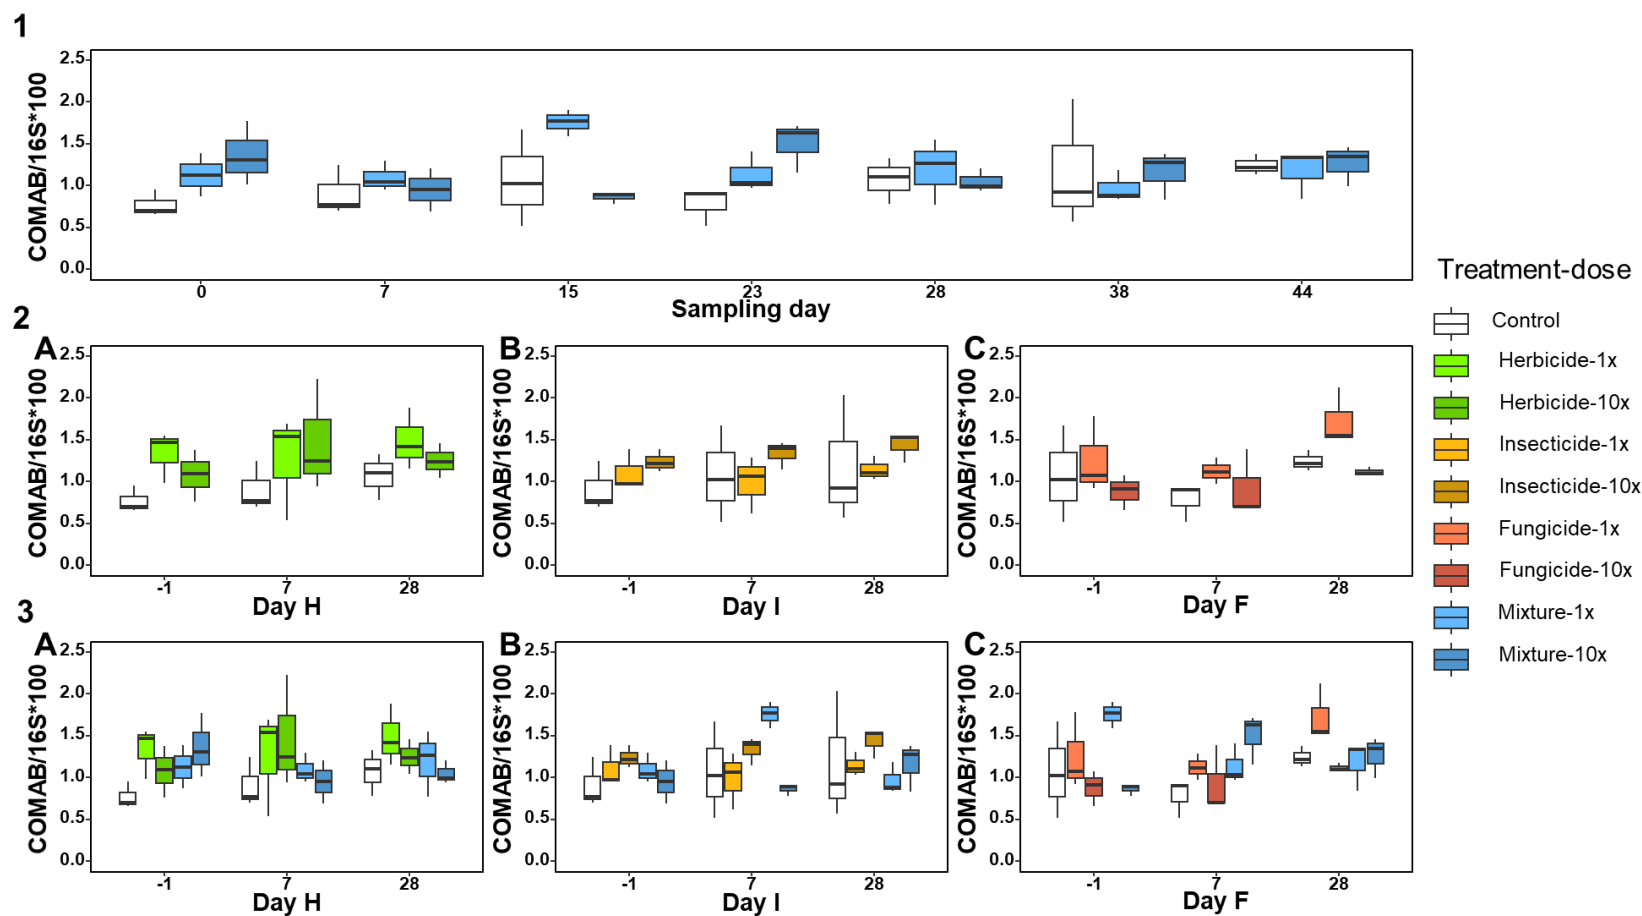 1
COMAB/16S*100
2.5
2.0
1.5
1.0
0.5
0.0
0 7 15 23 28 38 44
Sampling day
2
A
COMAB/16S*100
2.5
2.0
1.5
1.0
0.5
0.0
-1 7 28
Day H
B
COMAB/16S*100
2.5
2.0
1.5
1.0
0.5
0.0
-1 7 28
Day I
C
COMAB/16S*100
2.5
2.0
1.5
1.0
0.5
0.0
-1 7 28
Day F
3
A
COMAB/16S*100
2.5
2.0
1.5
1.0
0.5
0.0
-1 7 28
Day H
B
COMAB/16S*100
2.5
2.0
1.5
1.0
0.5
0.0
-1 7 28
Day I
C
COMAB/16S*100
2.5
2.0
1.5
1.0
0.5
0.0
-1 7 28
Day F
Treatment-dose
Control
Herbicide-1x
Herbicide-10x
Insecticide-1x
Insecticide-10x
Fungicide-1x
Fungicide-10x
Mixture-1x
Mixture-10x